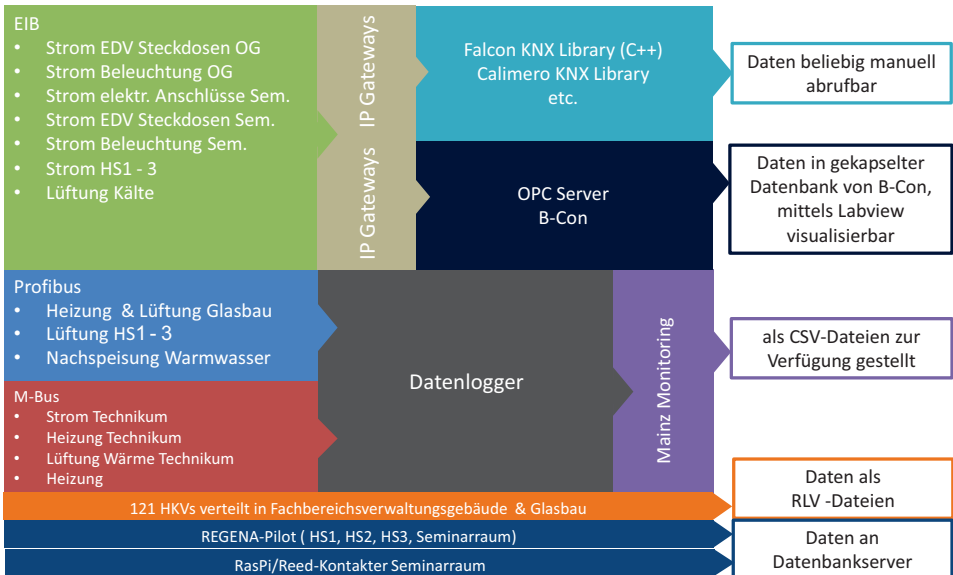 EIB
• Strom EDV Steckdosen OG
• Strom Beleuchtung OG
• Strom elektr. Anschlüsse Sem.
• Strom EDV Steckdosen Sem.
• Strom Beleuchtung Sem.
• Strom HS1 - 3
• Lüftung Kälte
IP Gateways
IP Gateways
Falcon KNX Library (C++)
Calimero KNX Library
etc.
Daten beliebig manuell
abrufbar
OPC Server
B-Con
Daten in gekapselter
Datenbank von B-Con,
mittels Labview
visualisierbar
Profibus
• Heizung & Lüftung Glasbau
• Lüftung HS1 - 3
• Nachspeisung Warmwasser
M-Bus
• Strom Technikum
• Heizung Technikum
• Lüftung Wärme Technikum
• Heizung
Datenlogger
Mainz Monitoring
als CSV-Dateien zur
Verfügung gestellt
121 HKVs verteilt in Fachbereichsverwaltungsgebäude & Glasbau
Daten als
RLV -Dateien
REGENA-Pilot ( HS1, HS2, HS3, Seminarraum)
RasPi/Reed-Kontakter Seminarraum
Daten an
Datenbankserver